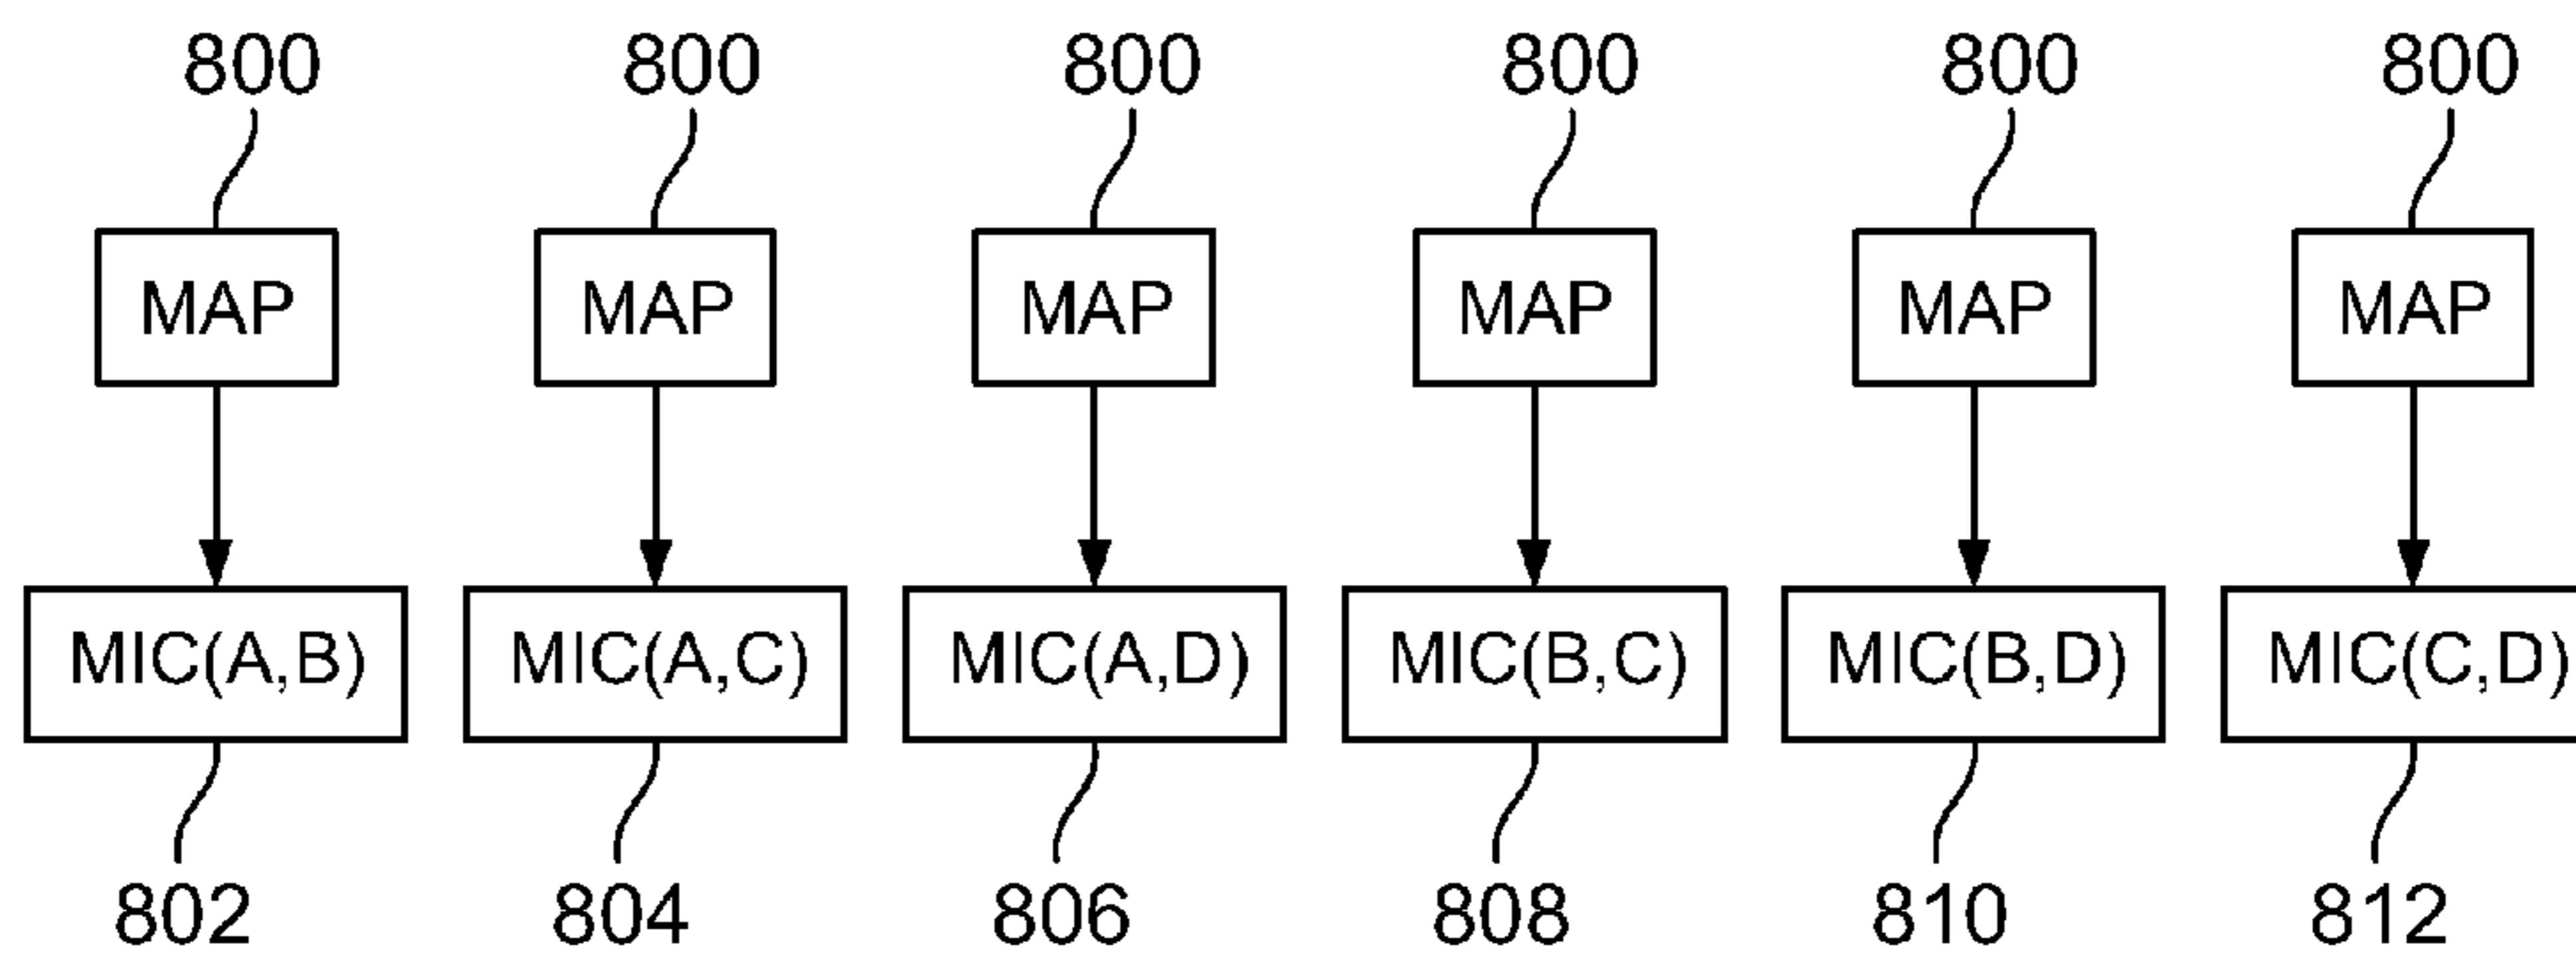 800 800 800 800 800 800
MAP MAP MAP MAP MAP MAP
MIC(A,B) MIC(A,C) MIC(A,D) MIC(B,C) MIC(B,D) MIC(C,D)
802 804 806 808 810 812